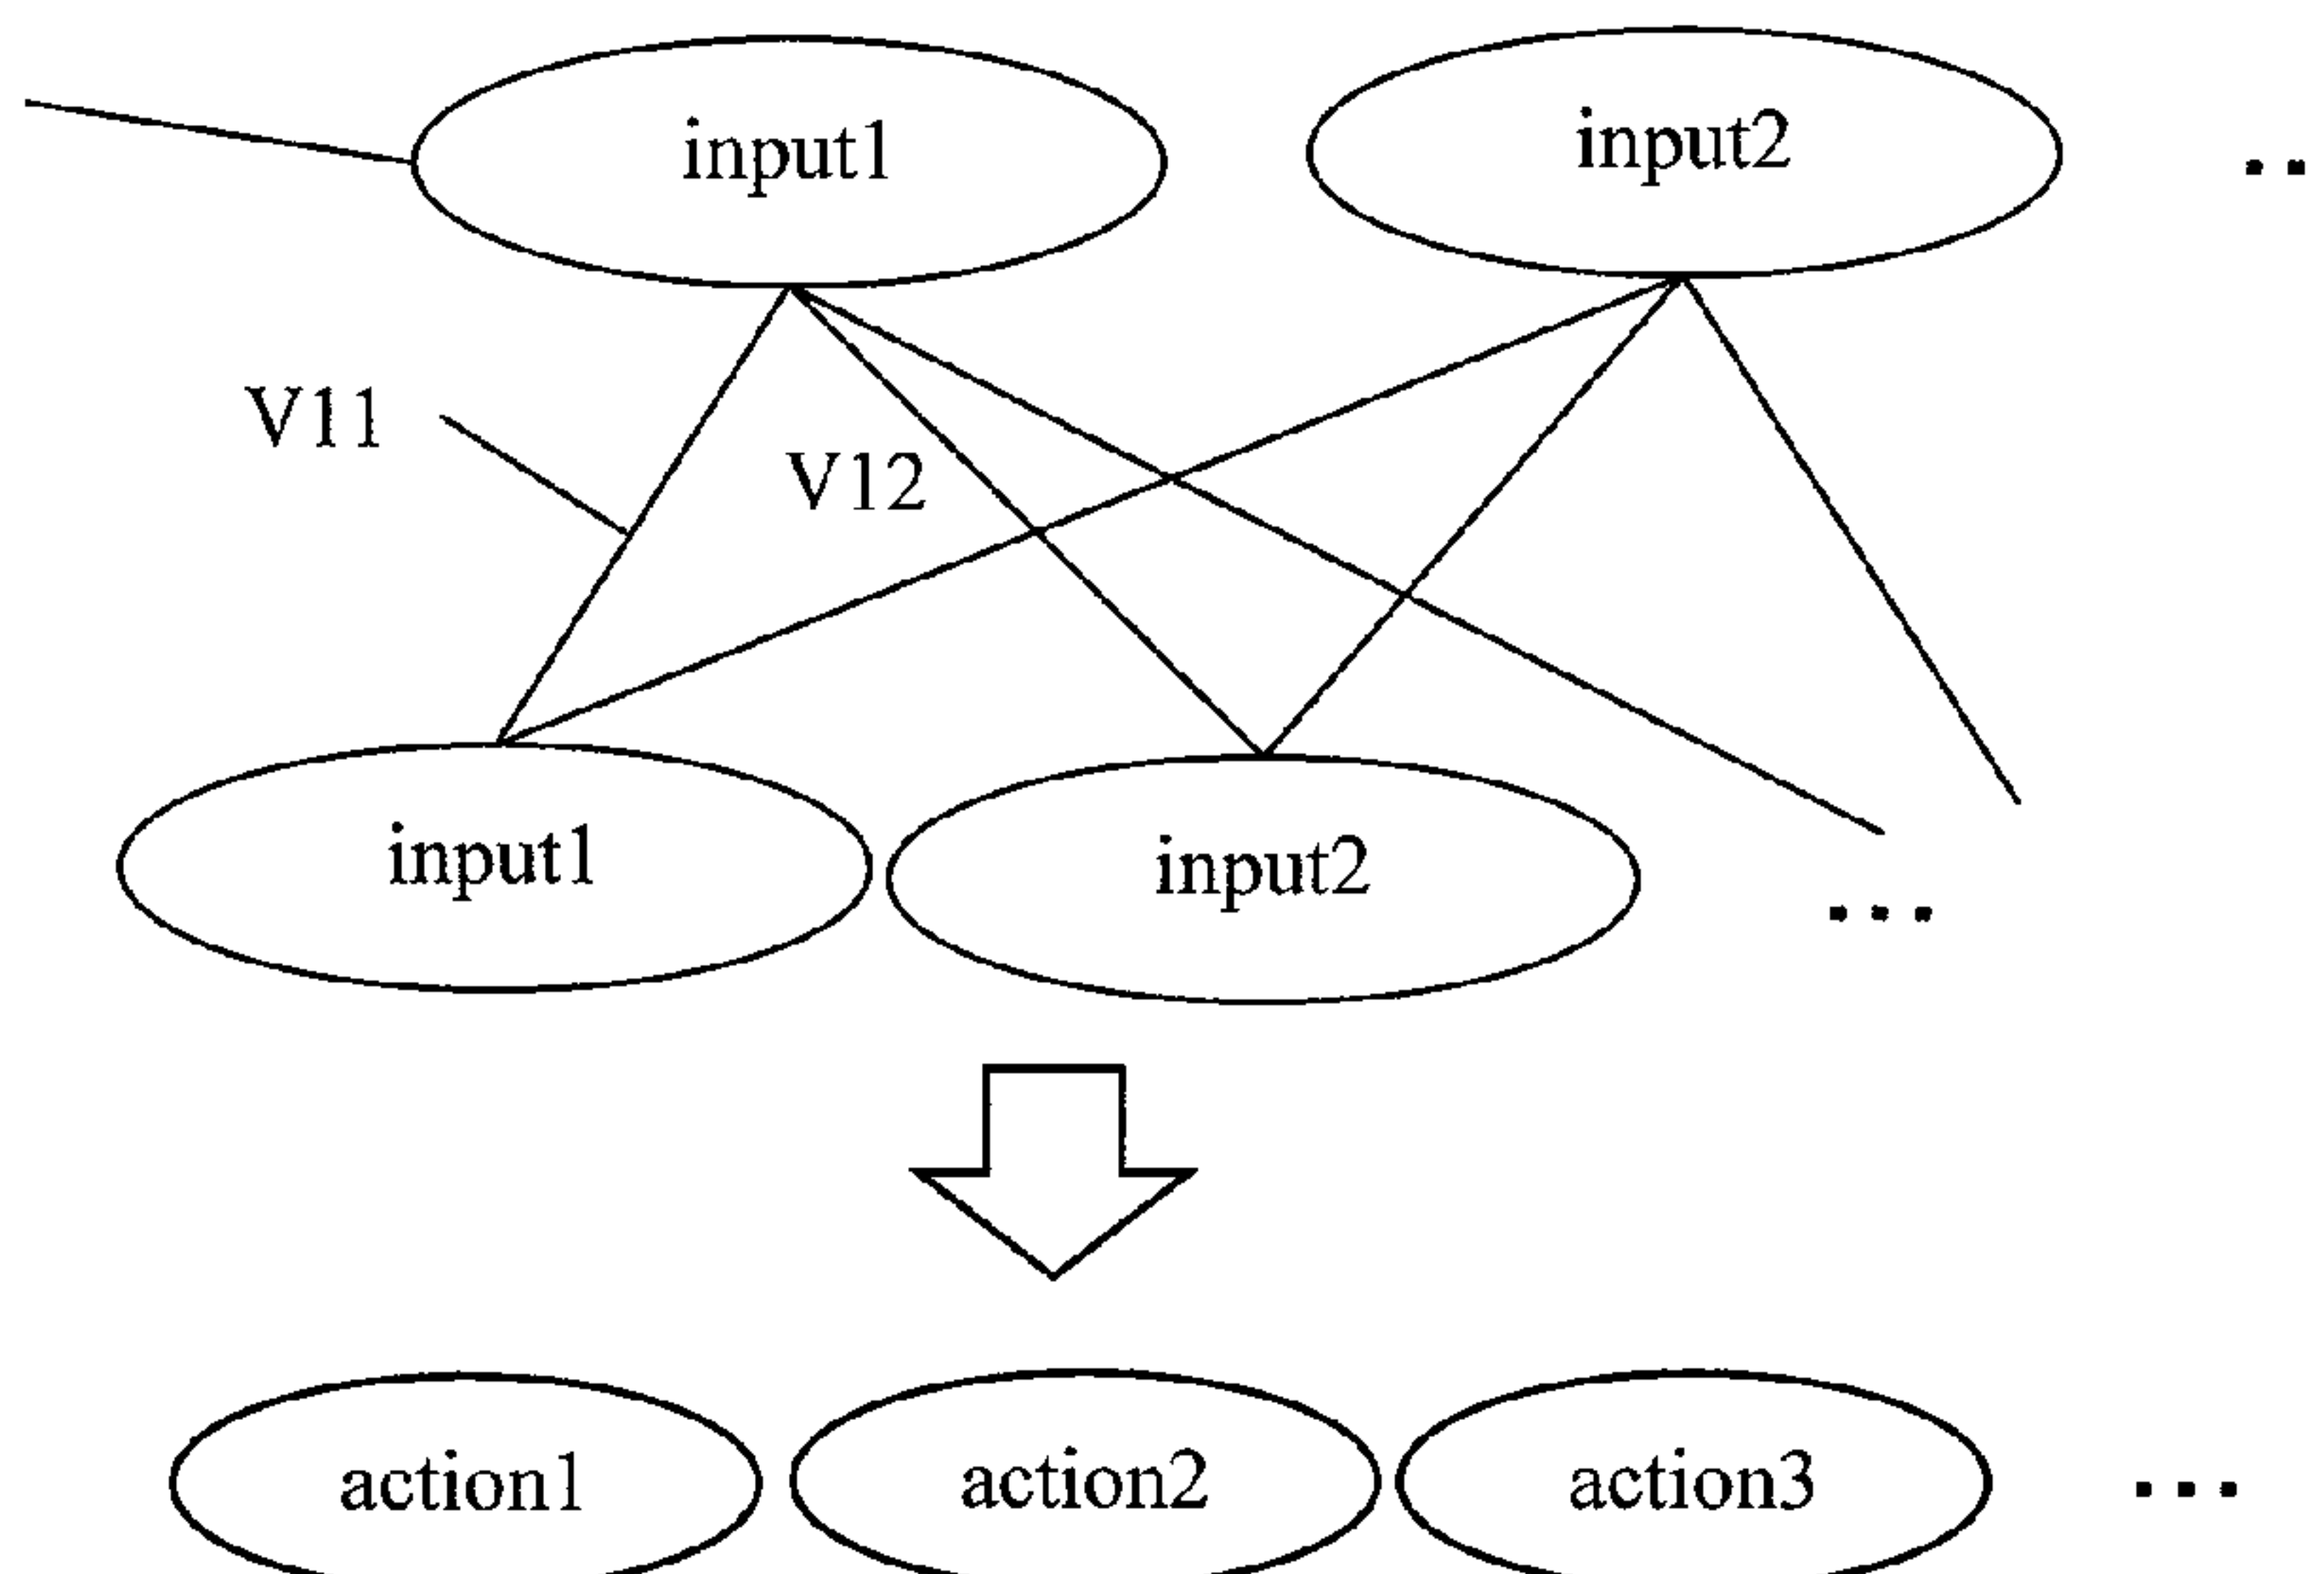 input1 input2 ..
V11
V12
input1 input2 ...
action1 action2 action3 ...